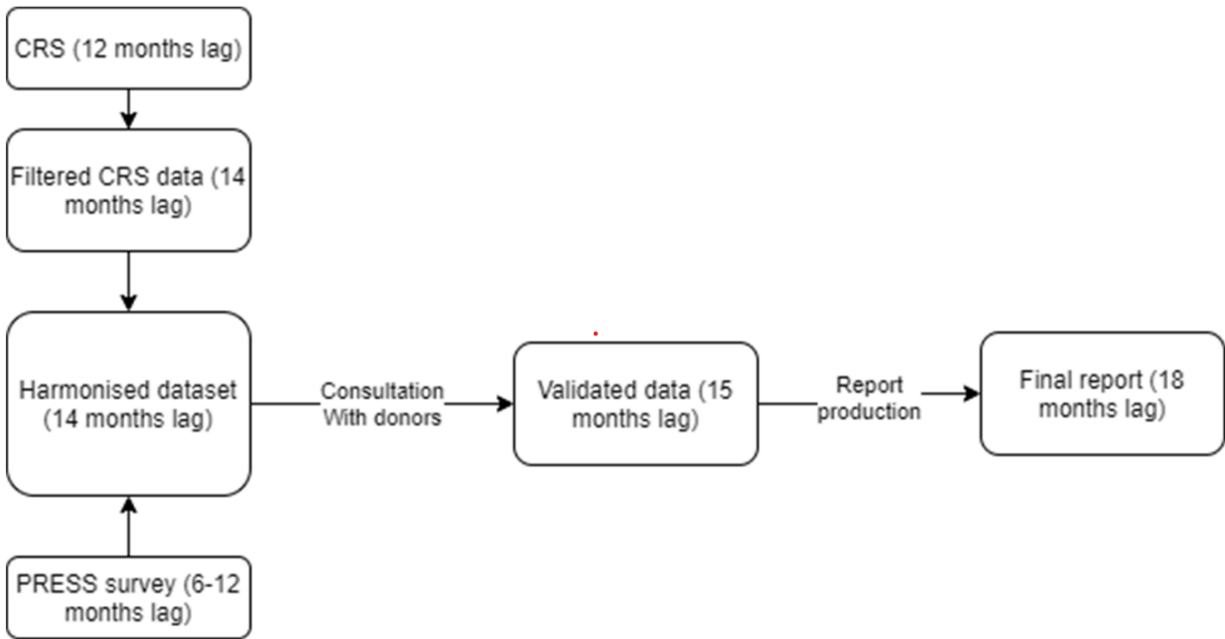 CRS (12 months lag)
Filtered CRS data (14
months lag)
Harmonised dataset
(14 months lag)
Consultation
With donors
Validated data (15
months lag)
Report
production
Final report (18
months lag)
PRESS survey (6-12
months lag)